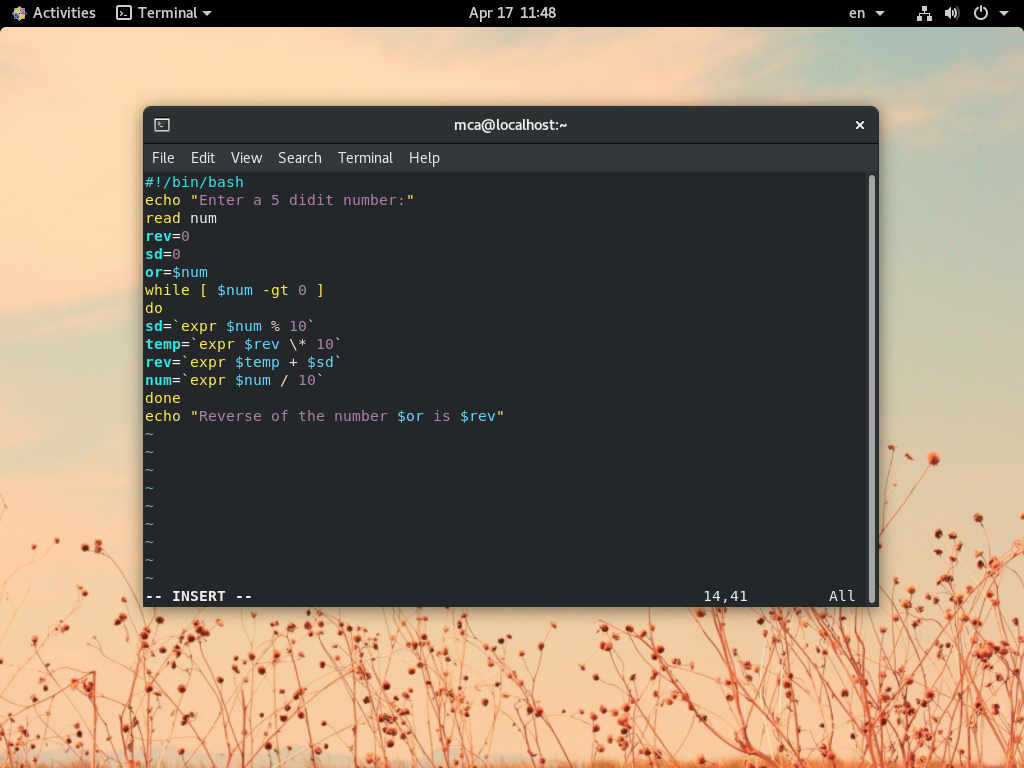 Activities Terminal Apr 17 11:48 en
mca@localhost:~
File Edit View Search Terminal Help
#!/bin/bash
echo "Enter a 5 didit number:"
read num
rev=0
sd=0
or=$num
while [ $num -gt 0 ]
do
sd=`expr $num % 10`
temp=`expr $rev \* 10`
rev=`expr $temp + $sd`
num=`expr $num / 10`
done
echo "Reverse of the number $or is $rev"
~
~
~
~
~
~
~
~
~
-- INSERT -- 14,41 All